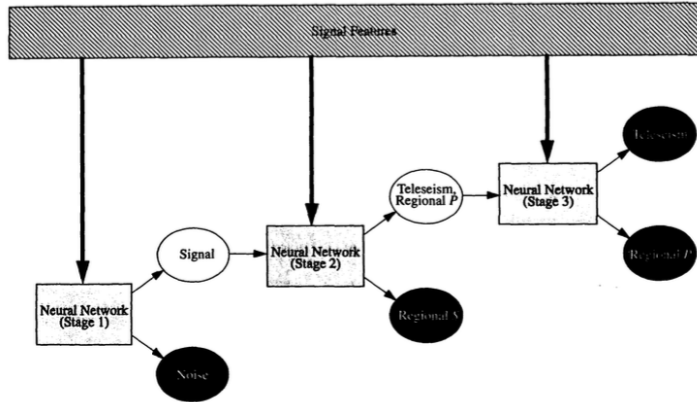 Signal Features
Teleseism
Teleseism,
Regional P
Neural Network
(Stage 3)
Signal
Neural Network
(Stage 2)
Regional P
Neural Network
(Stage 1)
Regional S
Noise